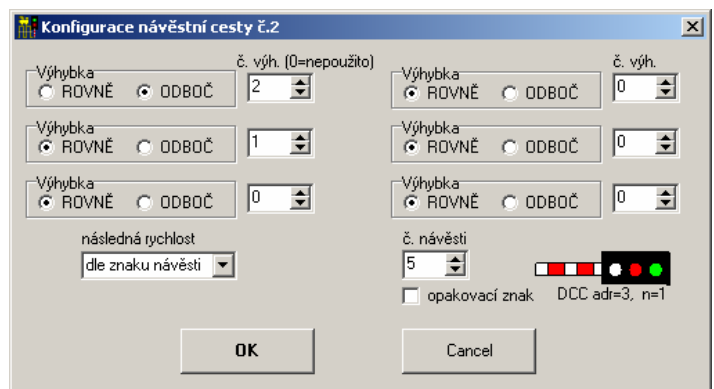 Konfigurace návěstní cesty č.2
č. výh. (0=nepoužito)
č. výh.
Výhybka
ROVNĚ ODBOČ 2
Výhybka
ROVNĚ ODBOČ 0
Výhybka
ROVNĚ ODBOČ 1
Výhybka
ROVNĚ ODBOČ 0
Výhybka
ROVNĚ ODBOČ 0
Výhybka
ROVNĚ ODBOČ 0
následná rychlost
dle znaku návěsti
č. návěsti
5
opakovací znak
DCC adr=3, n=1
OK
Cancel